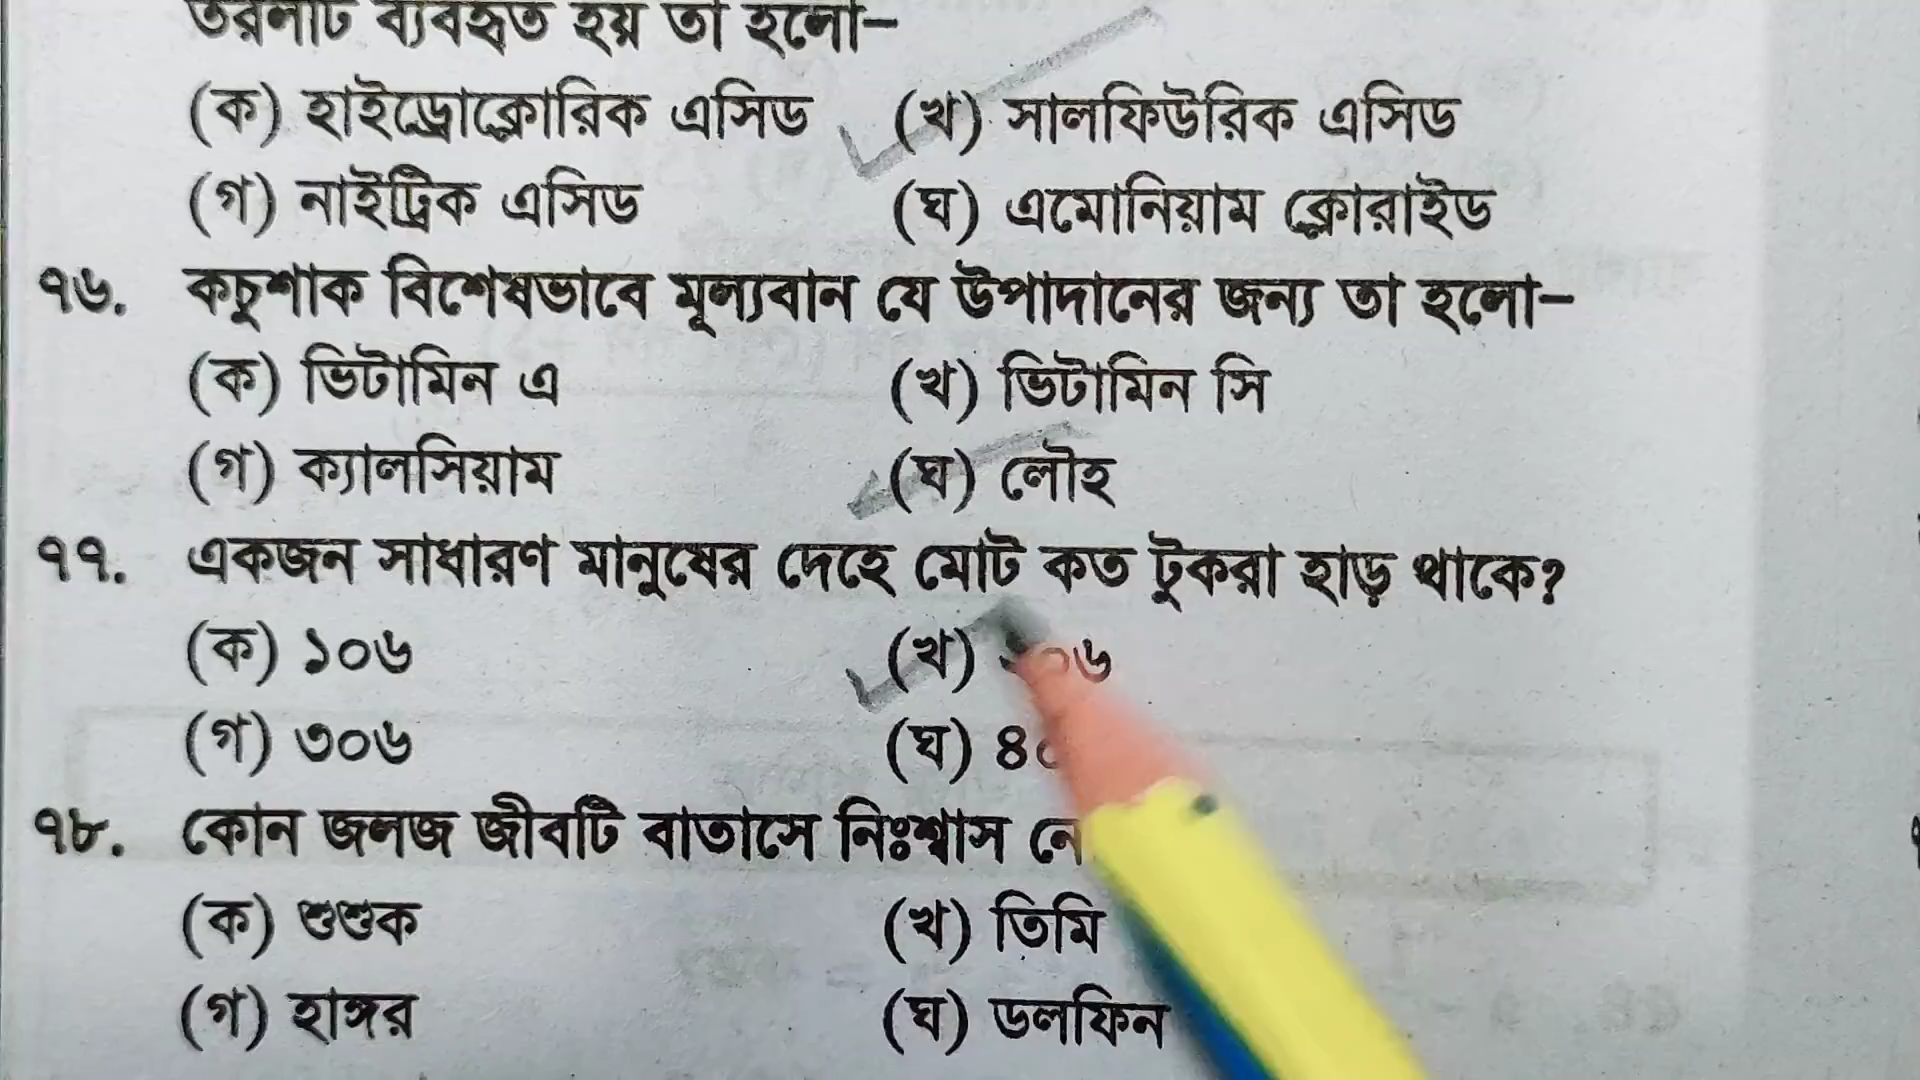 ব্যবহৃত হয় তা হলো–
(ক) হাইড্রোক্লোরিক এসিড (খ) সালফিউরিক এসিড
(গ) নাইট্রিক এসিড (ঘ) এমোনিয়াম ক্লোরাইড
৭৬. কচুশাক বিশেষভাবে মূল্যবান যে উপাদানের জন্য তা হলো–
(ক) ভিটামিন এ (খ) ভিটামিন সি
(গ) ক্যালসিয়াম (ঘ) লৌহ
৭৭. একজন সাধারণ মানুষের দেহে মোট কত টুকরা হাড় থাকে?
(ক) ১০৬ (খ)
(গ) ৩০৬ (ঘ)
৭৮. কোন জলজ জীবটি বাতাসে নিঃশ্বাস
(ক) শুশুক (খ) তিমি
(গ) হাঙ্গর (ঘ) ডলফিন